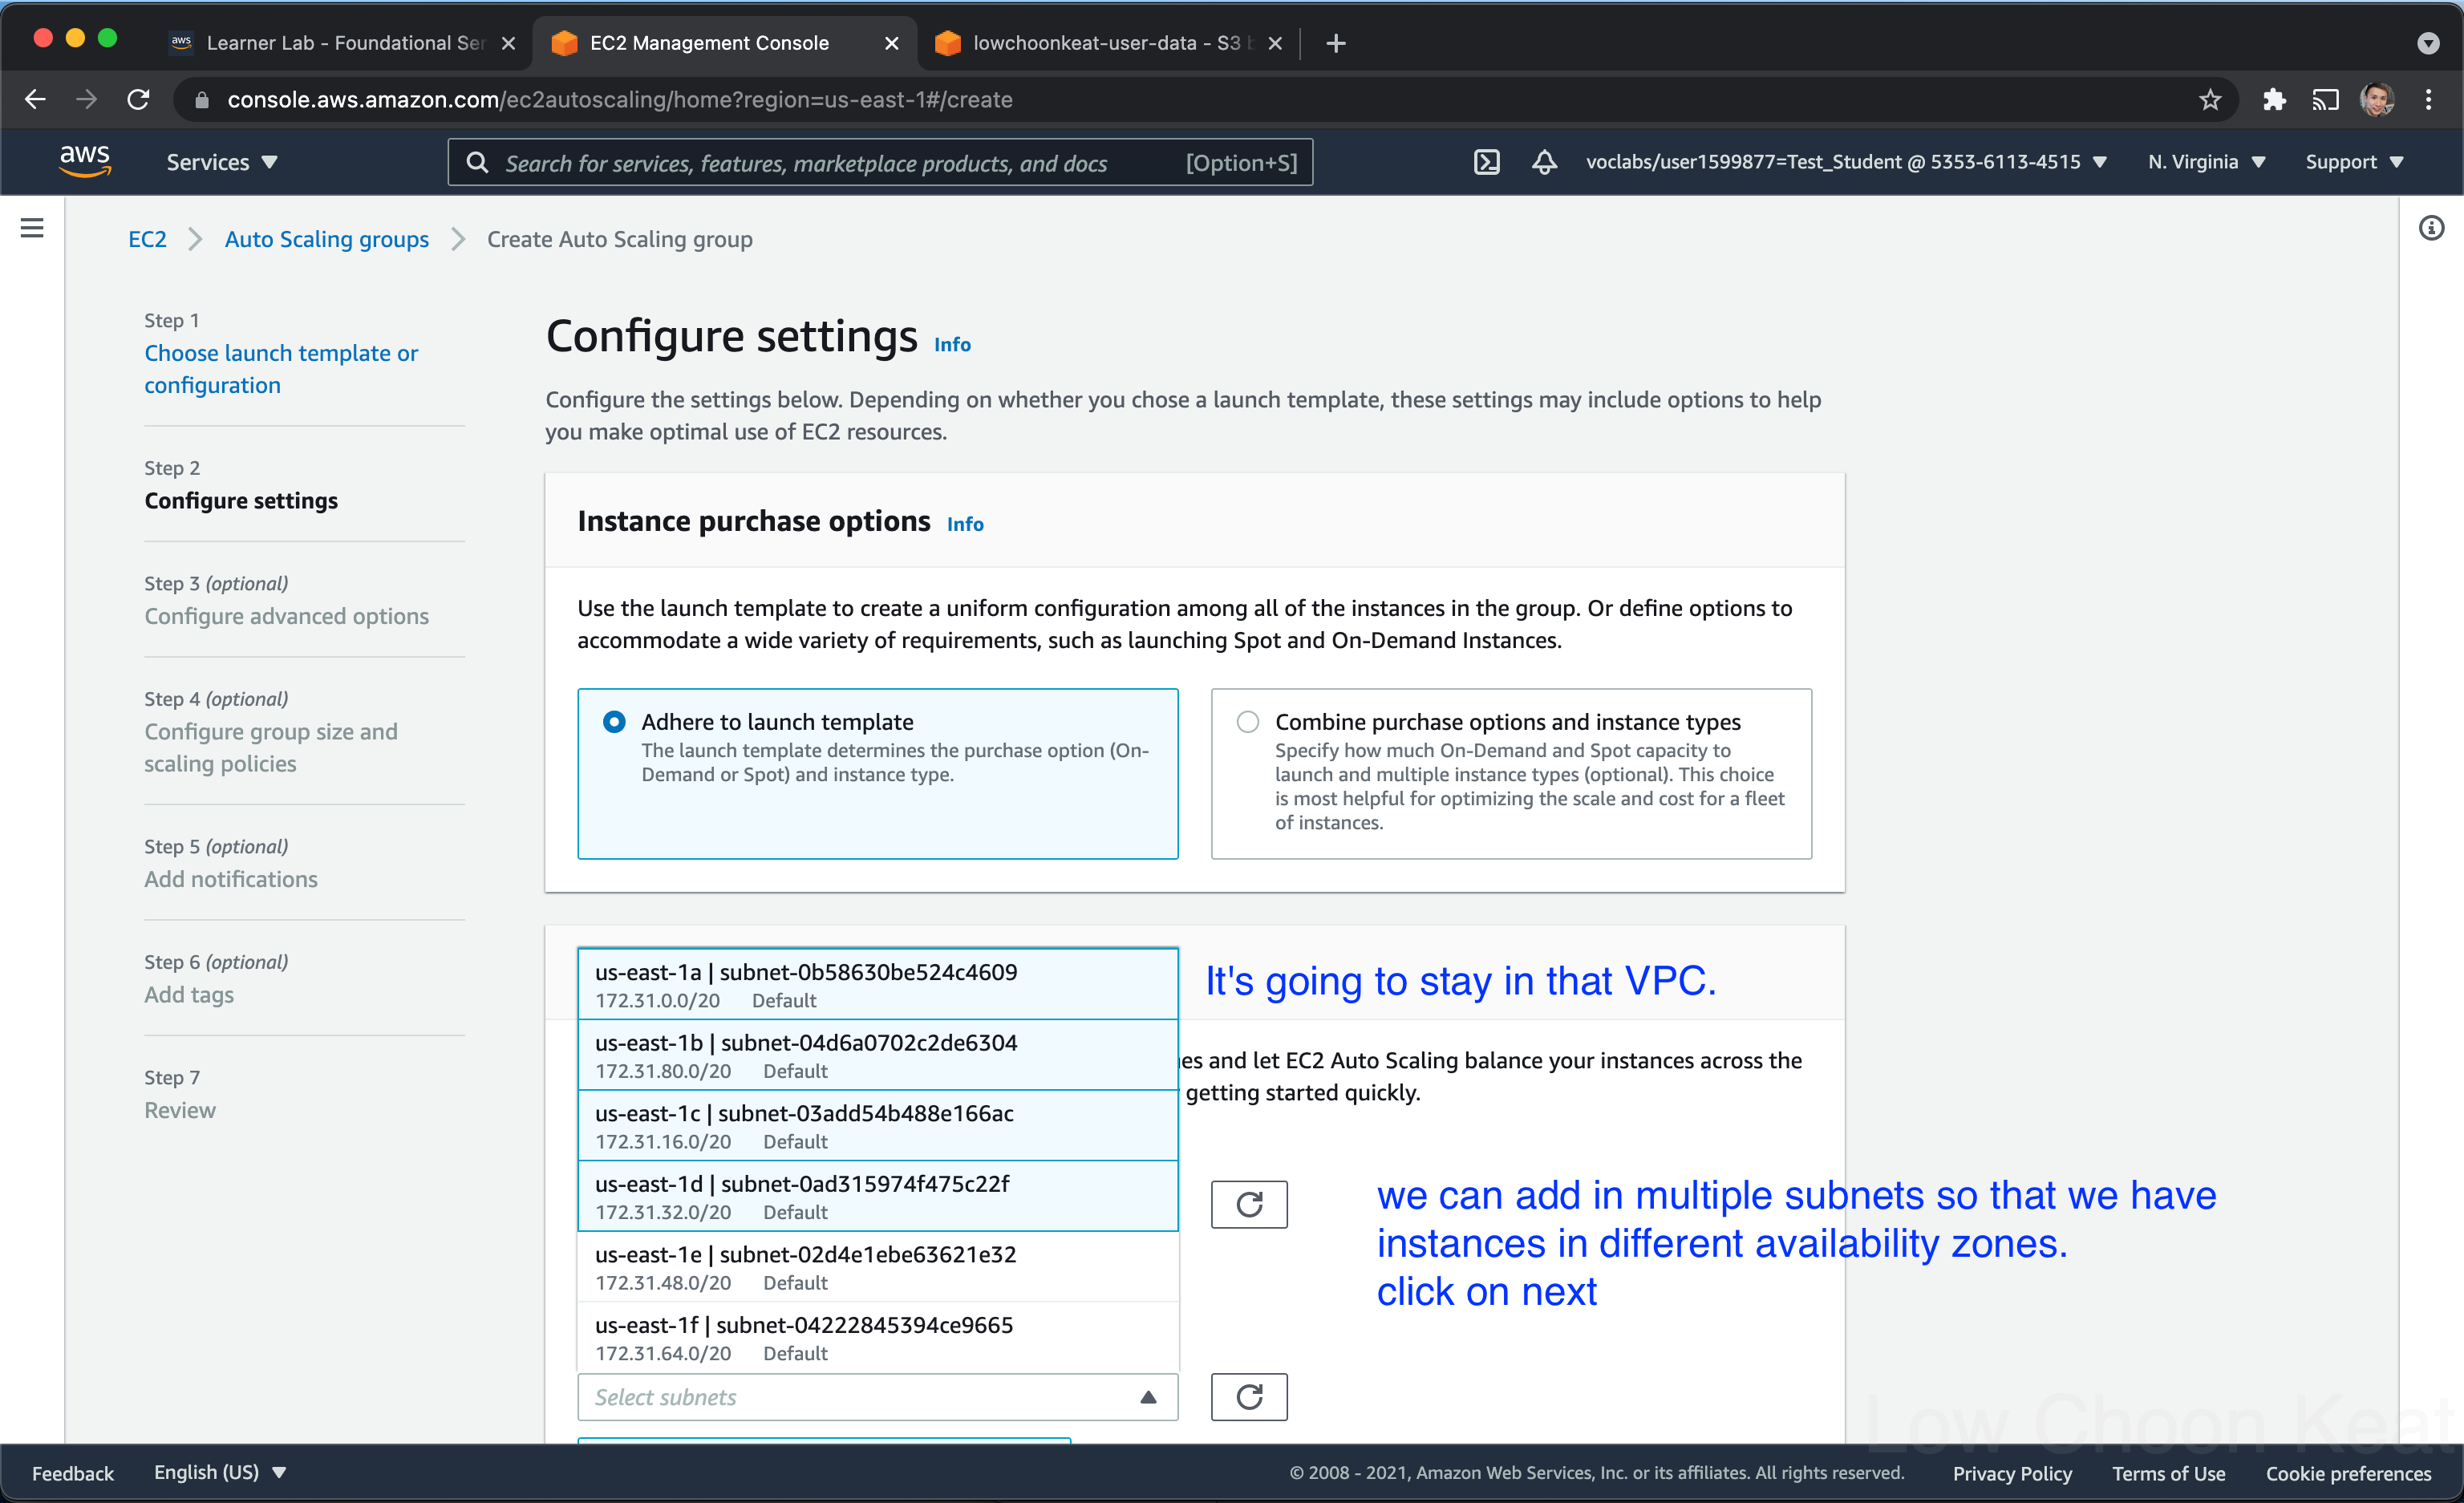 aws Learner Lab - Foundational Ser
EC2 Management Console
lowchoonkeat-user-data - S3 b
console.aws.amazon.com/ec2autoscaling/home?region=us-east-1#/create
aws
Services
Search for services, features, marketplace products, and docs [Option+S]
voclabs/user1599877=Test_Student @ 5353-6113-4515
N. Virginia
Support
EC2 Auto Scaling groups Create Auto Scaling group
Step 1
Choose launch template or
configuration
Step 2
Configure settings
Step 3 (optional)
Configure advanced options
Step 4 (optional)
Configure group size and
scaling policies
Step 5 (optional)
Add notifications
Step 6 (optional)
Add tags
Step 7
Review
Configure settings Info
Configure the settings below. Depending on whether you chose a launch template, these settings may include options to help
you make optimal use of EC2 resources.
Instance purchase options Info
Use the launch template to create a uniform configuration among all of the instances in the group. Or define options to
accommodate a wide variety of requirements, such as launching Spot and On-Demand Instances.
Adhere to launch template
The launch template determines the purchase option (On-
Demand or Spot) and instance type.
Combine purchase options and instance types
Specify how much On-Demand and Spot capacity to
launch and multiple instance types (optional). This choice
is most helpful for optimizing the scale and cost for a fleet
of instances.
us-east-1a | subnet-0b58630be524c4609
172.31.0.0/20 Default
us-east-1b | subnet-04d6a0702c2de6304
172.31.80.0/20 Default
us-east-1c | subnet-03add54b488e166ac
172.31.16.0/20 Default
us-east-1d | subnet-0ad315974f475c22f
172.31.32.0/20 Default
us-east-1e | subnet-02d4e1ebe63621e32
172.31.48.0/20 Default
us-east-1f | subnet-04222845394ce9665
172.31.64.0/20 Default
Select subnets
It's going to stay in that VPC.
es and let EC2 Auto Scaling balance your instances across the
getting started quickly.
we can add in multiple subnets so that we have
instances in different availability zones.
click on next
Low Choon Keat
Feedback
English (US)
© 2008 - 2021, Amazon Web Services, Inc. or its affiliates. All rights reserved.
Privacy Policy
Terms of Use
Cookie preferences